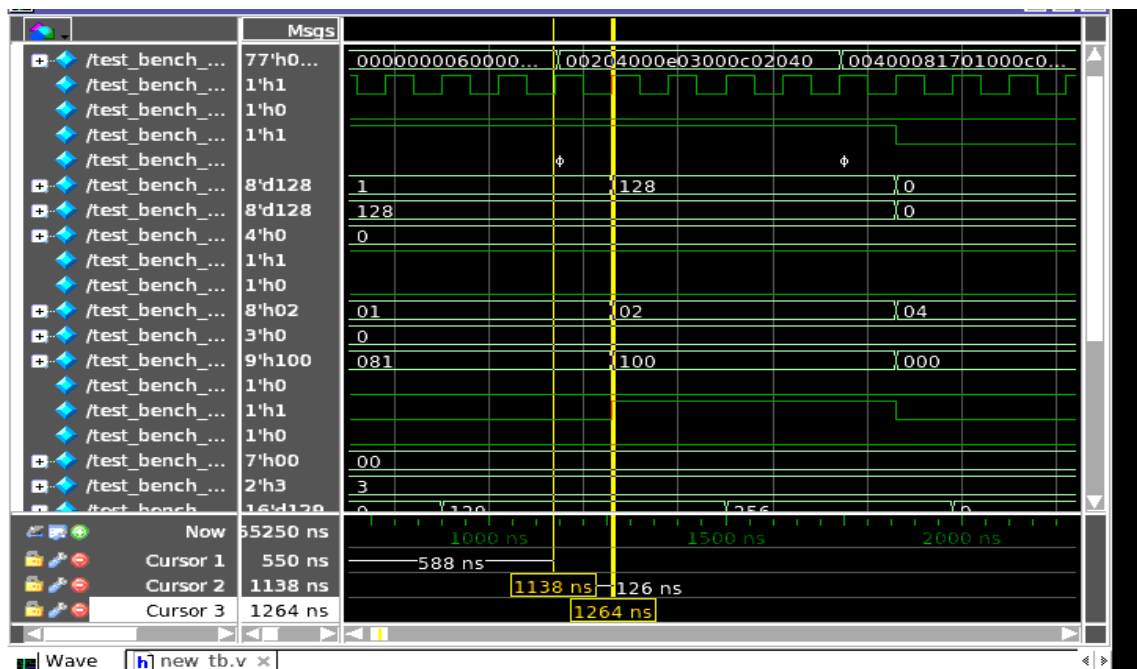 Msgs
/test_bench_... 77'h0... 0000000060000... 00204000e03000c02040 00400081701000c0...
/test_bench_... 1'h1
/test_bench_... 1'h0
/test_bench_... 1'h1
/test_bench_...
/test_bench_... 8'd128 1 128 0
/test_bench_... 8'd128 128 0
/test_bench_... 4'h0 0
/test_bench_... 1'h1
/test_bench_... 1'h0
/test_bench_... 8'h02 01 02 04
/test_bench_... 3'h0 0
/test_bench_... 9'h100 081 100 000
/test_bench_... 1'h0
/test_bench_... 1'h1
/test_bench_... 1'h0
/test_bench_... 7'h00 00
/test_bench_... 2'h3 3
Now 55250 ns 1000 ns 1500 ns 2000 ns
Cursor 1 550 ns 588 ns
Cursor 2 1138 ns 1138 ns 126 ns
Cursor 3 1264 ns 1264 ns
Wave h new_tb.v